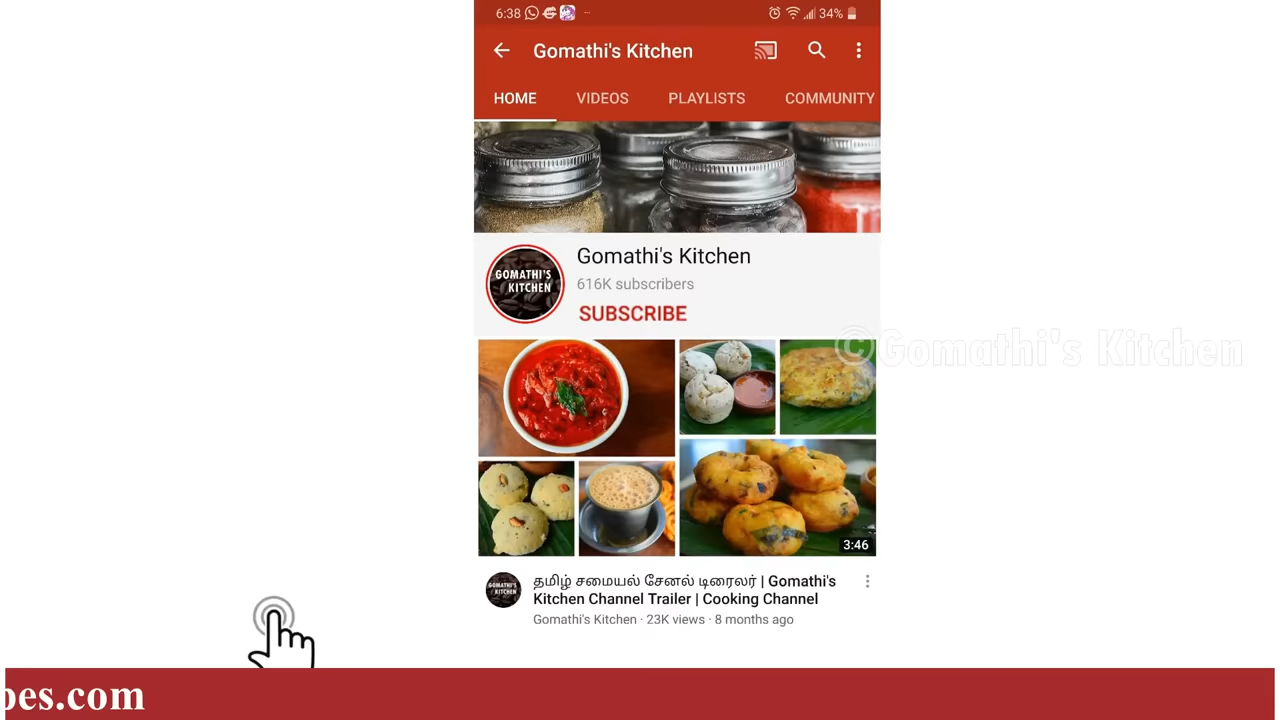 6:38
34%
Gomathi's Kitchen
HOME VIDEOS PLAYLISTS COMMUNITY
GOMATHI'S
KITCHEN
Gomathi's Kitchen
616K subscribers
SUBSCRIBE
©Gomathi's Kitchen
3:46
GOMATHI'S
KITCHEN
தமிழ் சமையல் சேனல் டிரைலர் | Gomathi's
Kitchen Channel Trailer | Cooking Channel
Gomathi's Kitchen · 23K views · 8 months ago
pes.com